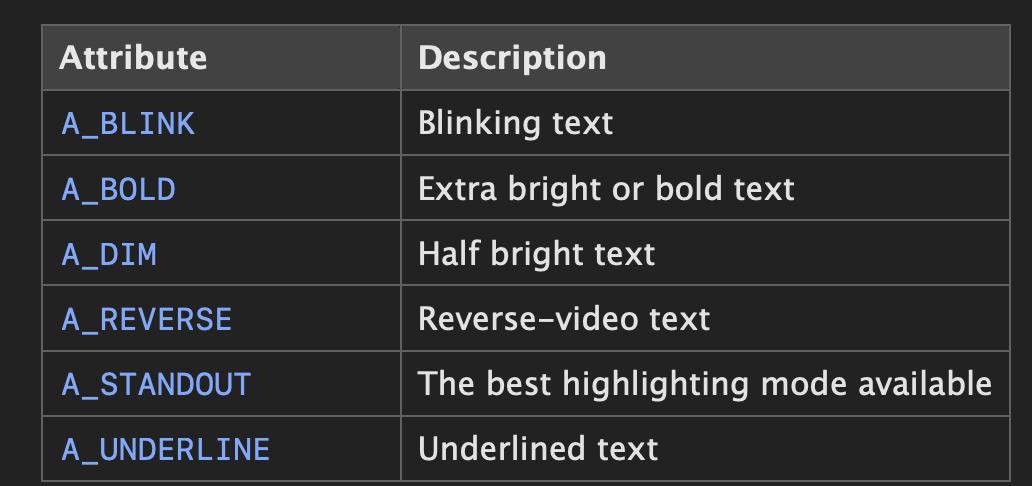 Attribute Description
A_BLINK Blinking text
A_BOLD Extra bright or bold text
A_DIM Half bright text
A_REVERSE Reverse-video text
A_STANDOUT The best highlighting mode available
A_UNDERLINE Underlined text